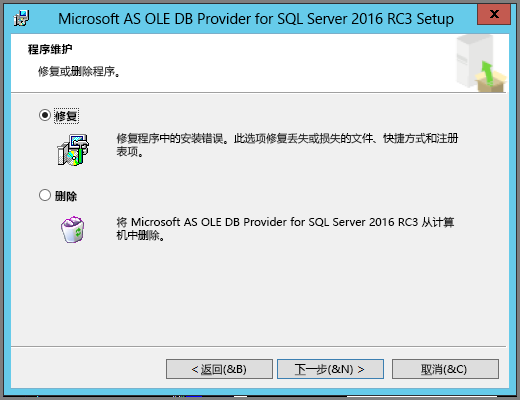 Microsoft AS OLE DB Provider for SQL Server 2016 RC3 Setup
x
程序维护
修复或删除程序。
修复
修复程序中的安装错误。此选项修复丢失或损失的文件、快捷方式和注册
表项。
删除
将 Microsoft AS OLE DB Provider for SQL Server 2016 RC3 从计算
机中删除。
< 返回(&B)
下一步(&N) >
取消(&C)